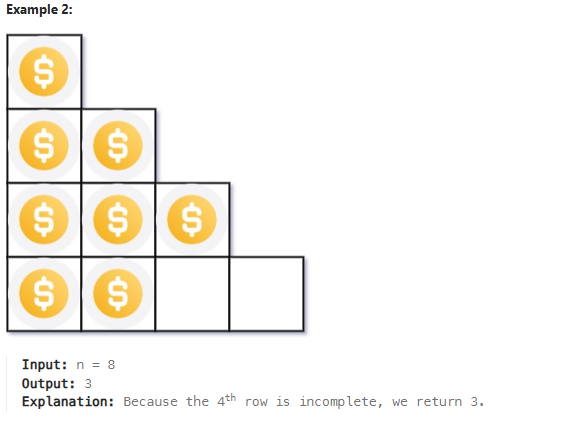 Example 2:
$
$ $
$ $ $
$ $
Input: n = 8
Output: 3
Explanation: Because the 4th row is incomplete, we return 3.